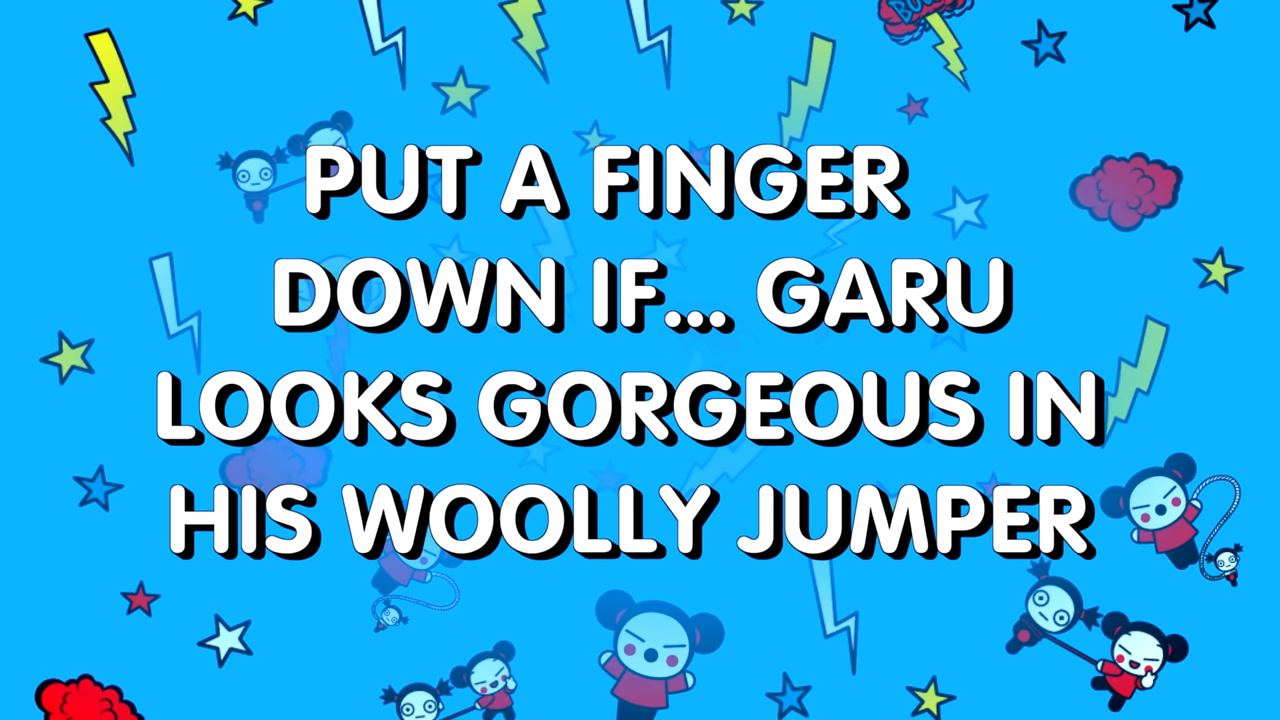 PUT A FINGER
DOWN IF... GARU
LOOKS GORGEOUS IN
HIS WOOLLY JUMPER